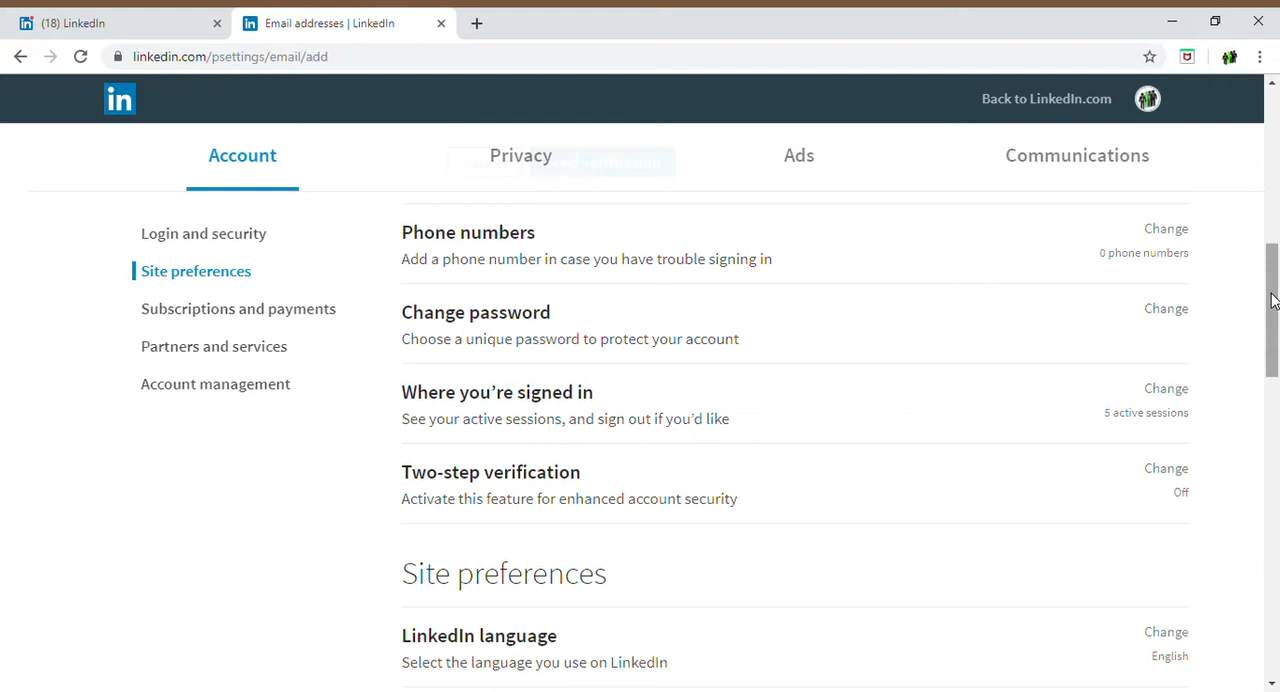 (18) LinkedIn
Email addresses | LinkedIn
linkedin.com/psettings/email/add
in
Back to LinkedIn.com
Account
Privacy
Ads
Communications
Login and security
Site preferences
Subscriptions and payments
Partners and services
Account management
Phone numbers
Change
Add a phone number in case you have trouble signing in
0 phone numbers
Change password
Change
Choose a unique password to protect your account
Where you're signed in
Change
See your active sessions, and sign out if you'd like
5 active sessions
Two-step verification
Change
Activate this feature for enhanced account security
Off
Site preferences
LinkedIn language
Change
Select the language you use on LinkedIn
English